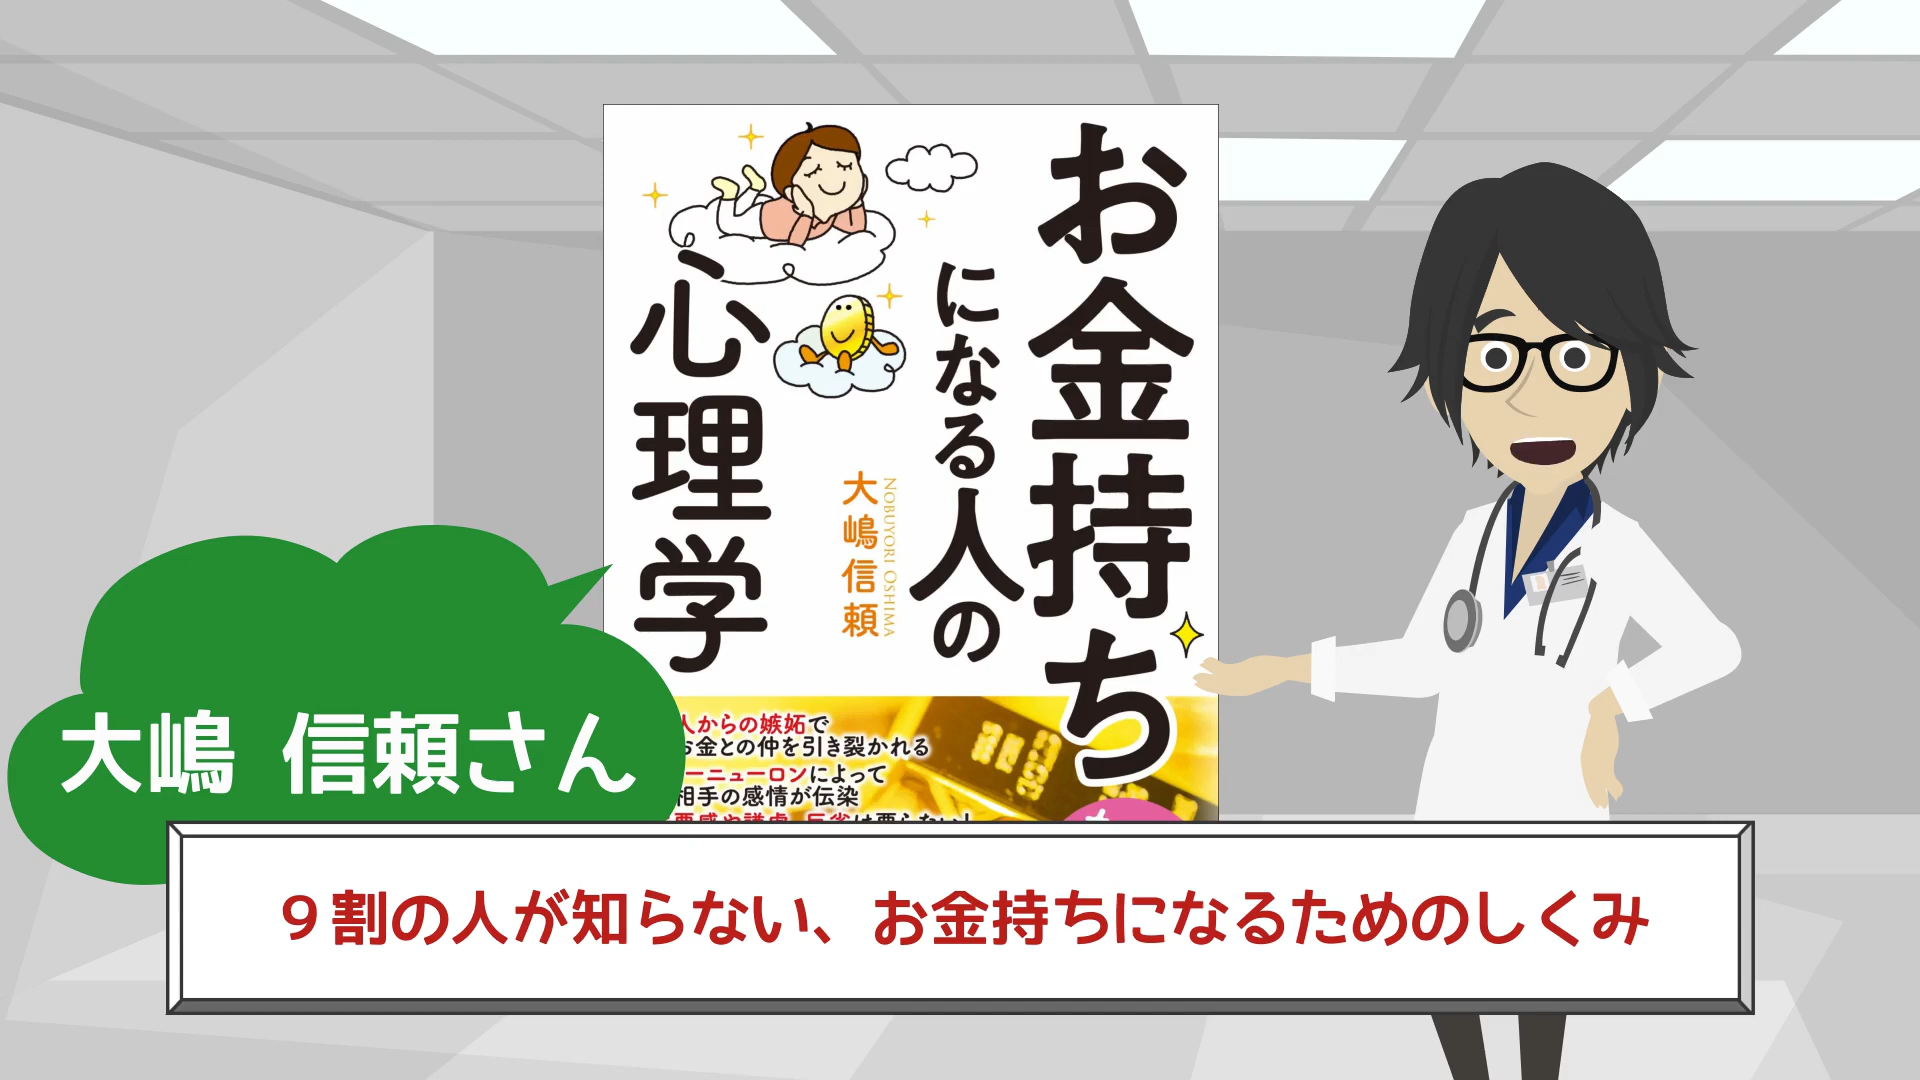 お金持ち
になる人の
心理学
大嶋信頼
NOBUYORI OSHIMA
人からの嫉妬で
お金との仲を引き裂かれる
ーニューロンによって
相手の感情が伝染
大嶋 信頼さん
９割の人が知らない、お金持ちになるためのしくみ